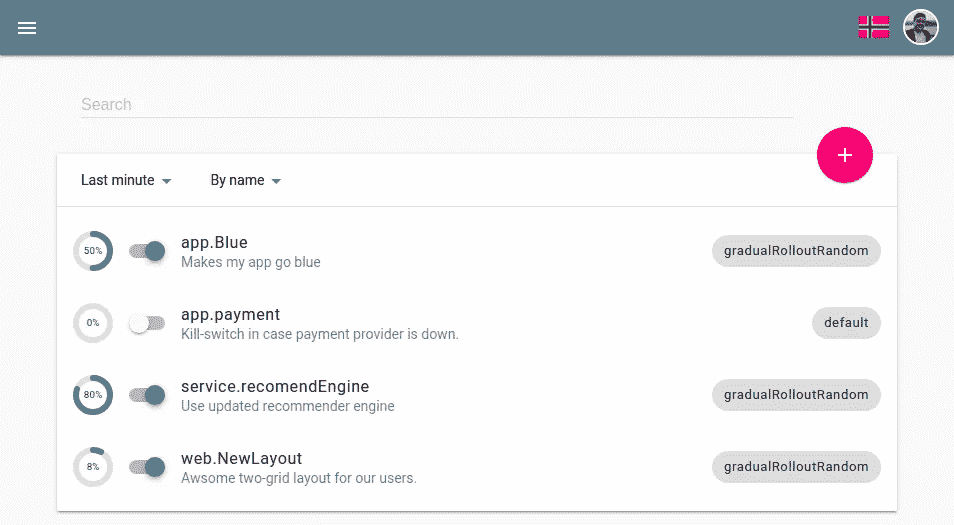 Search
Last minute By name
50% app.Blue gradualRolloutRandom
Makes my app go blue
0% app.payment default
Kill-switch in case payment provider is down.
80% service.recomendEngine gradualRolloutRandom
Use updated recommender engine
8% web.NewLayout gradualRolloutRandom
Awsome two-grid layout for our users.